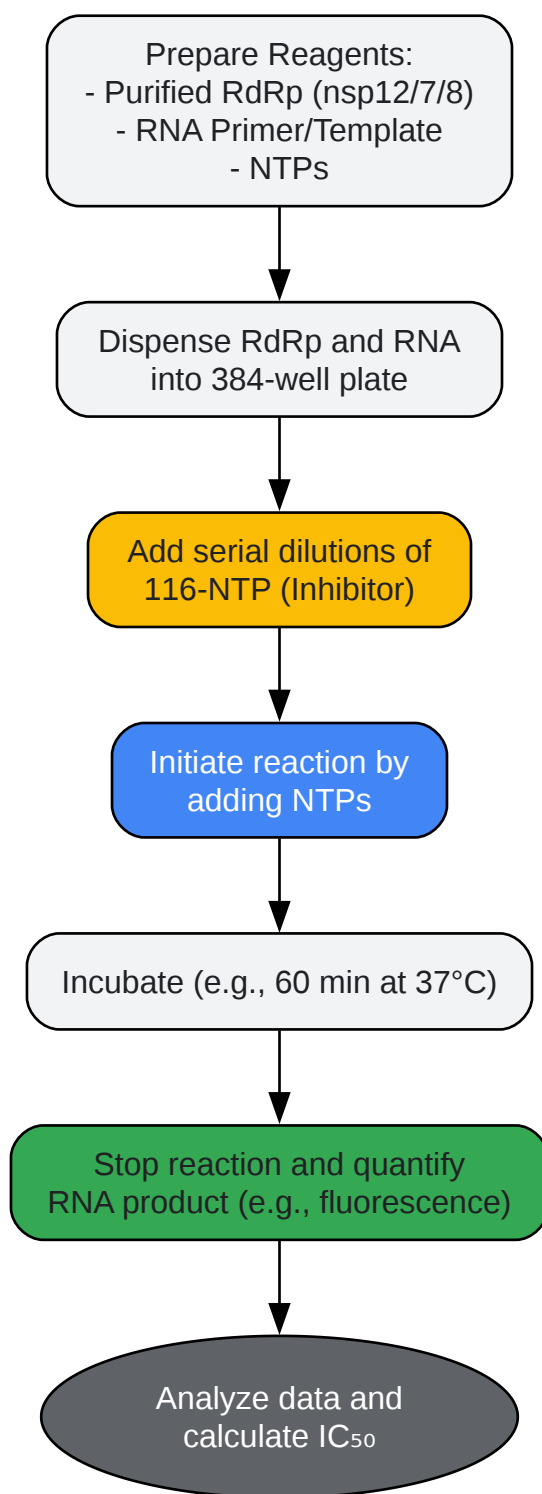 Prepare Reagents:
- Purified RdRp (nsp12/7/8)
- RNA Primer/Template
- NTPs
Dispense RdRp and RNA
into 384-well plate
Add serial dilutions of
116-NTP (Inhibitor)
Initiate reaction by
adding NTPs
Incubate (e.g., 60 min at 37°C)
Stop reaction and quantify
RNA product (e.g., fluorescence)
Analyze data and
calculate IC₅₀